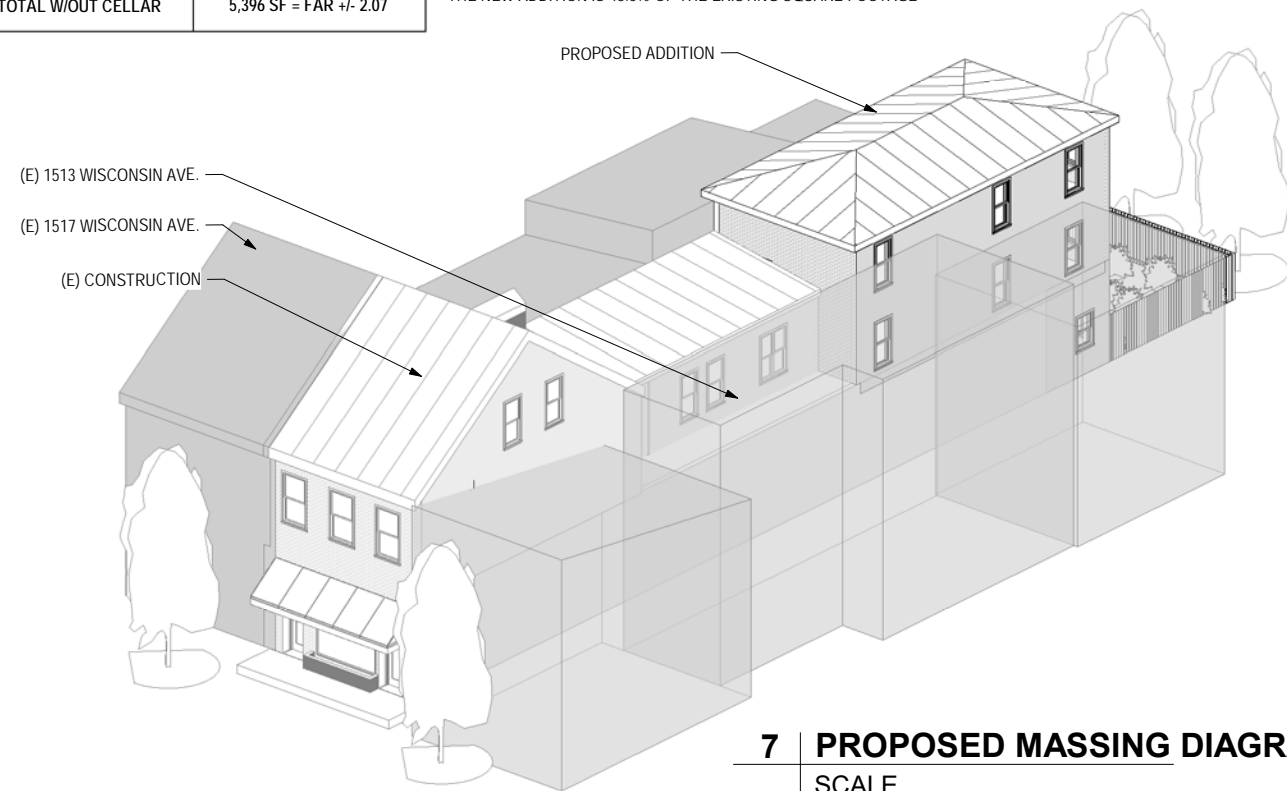 TOTAL W/OUT CELLAR 5,396 SF = FAR +/- 2.07
PROPOSED ADDITION
(E) 1513 WISCONSIN AVE.
(E) 1517 WISCONSIN AVE.
(E) CONSTRUCTION
7 PROPOSED MASSING DIAGR
SCALE